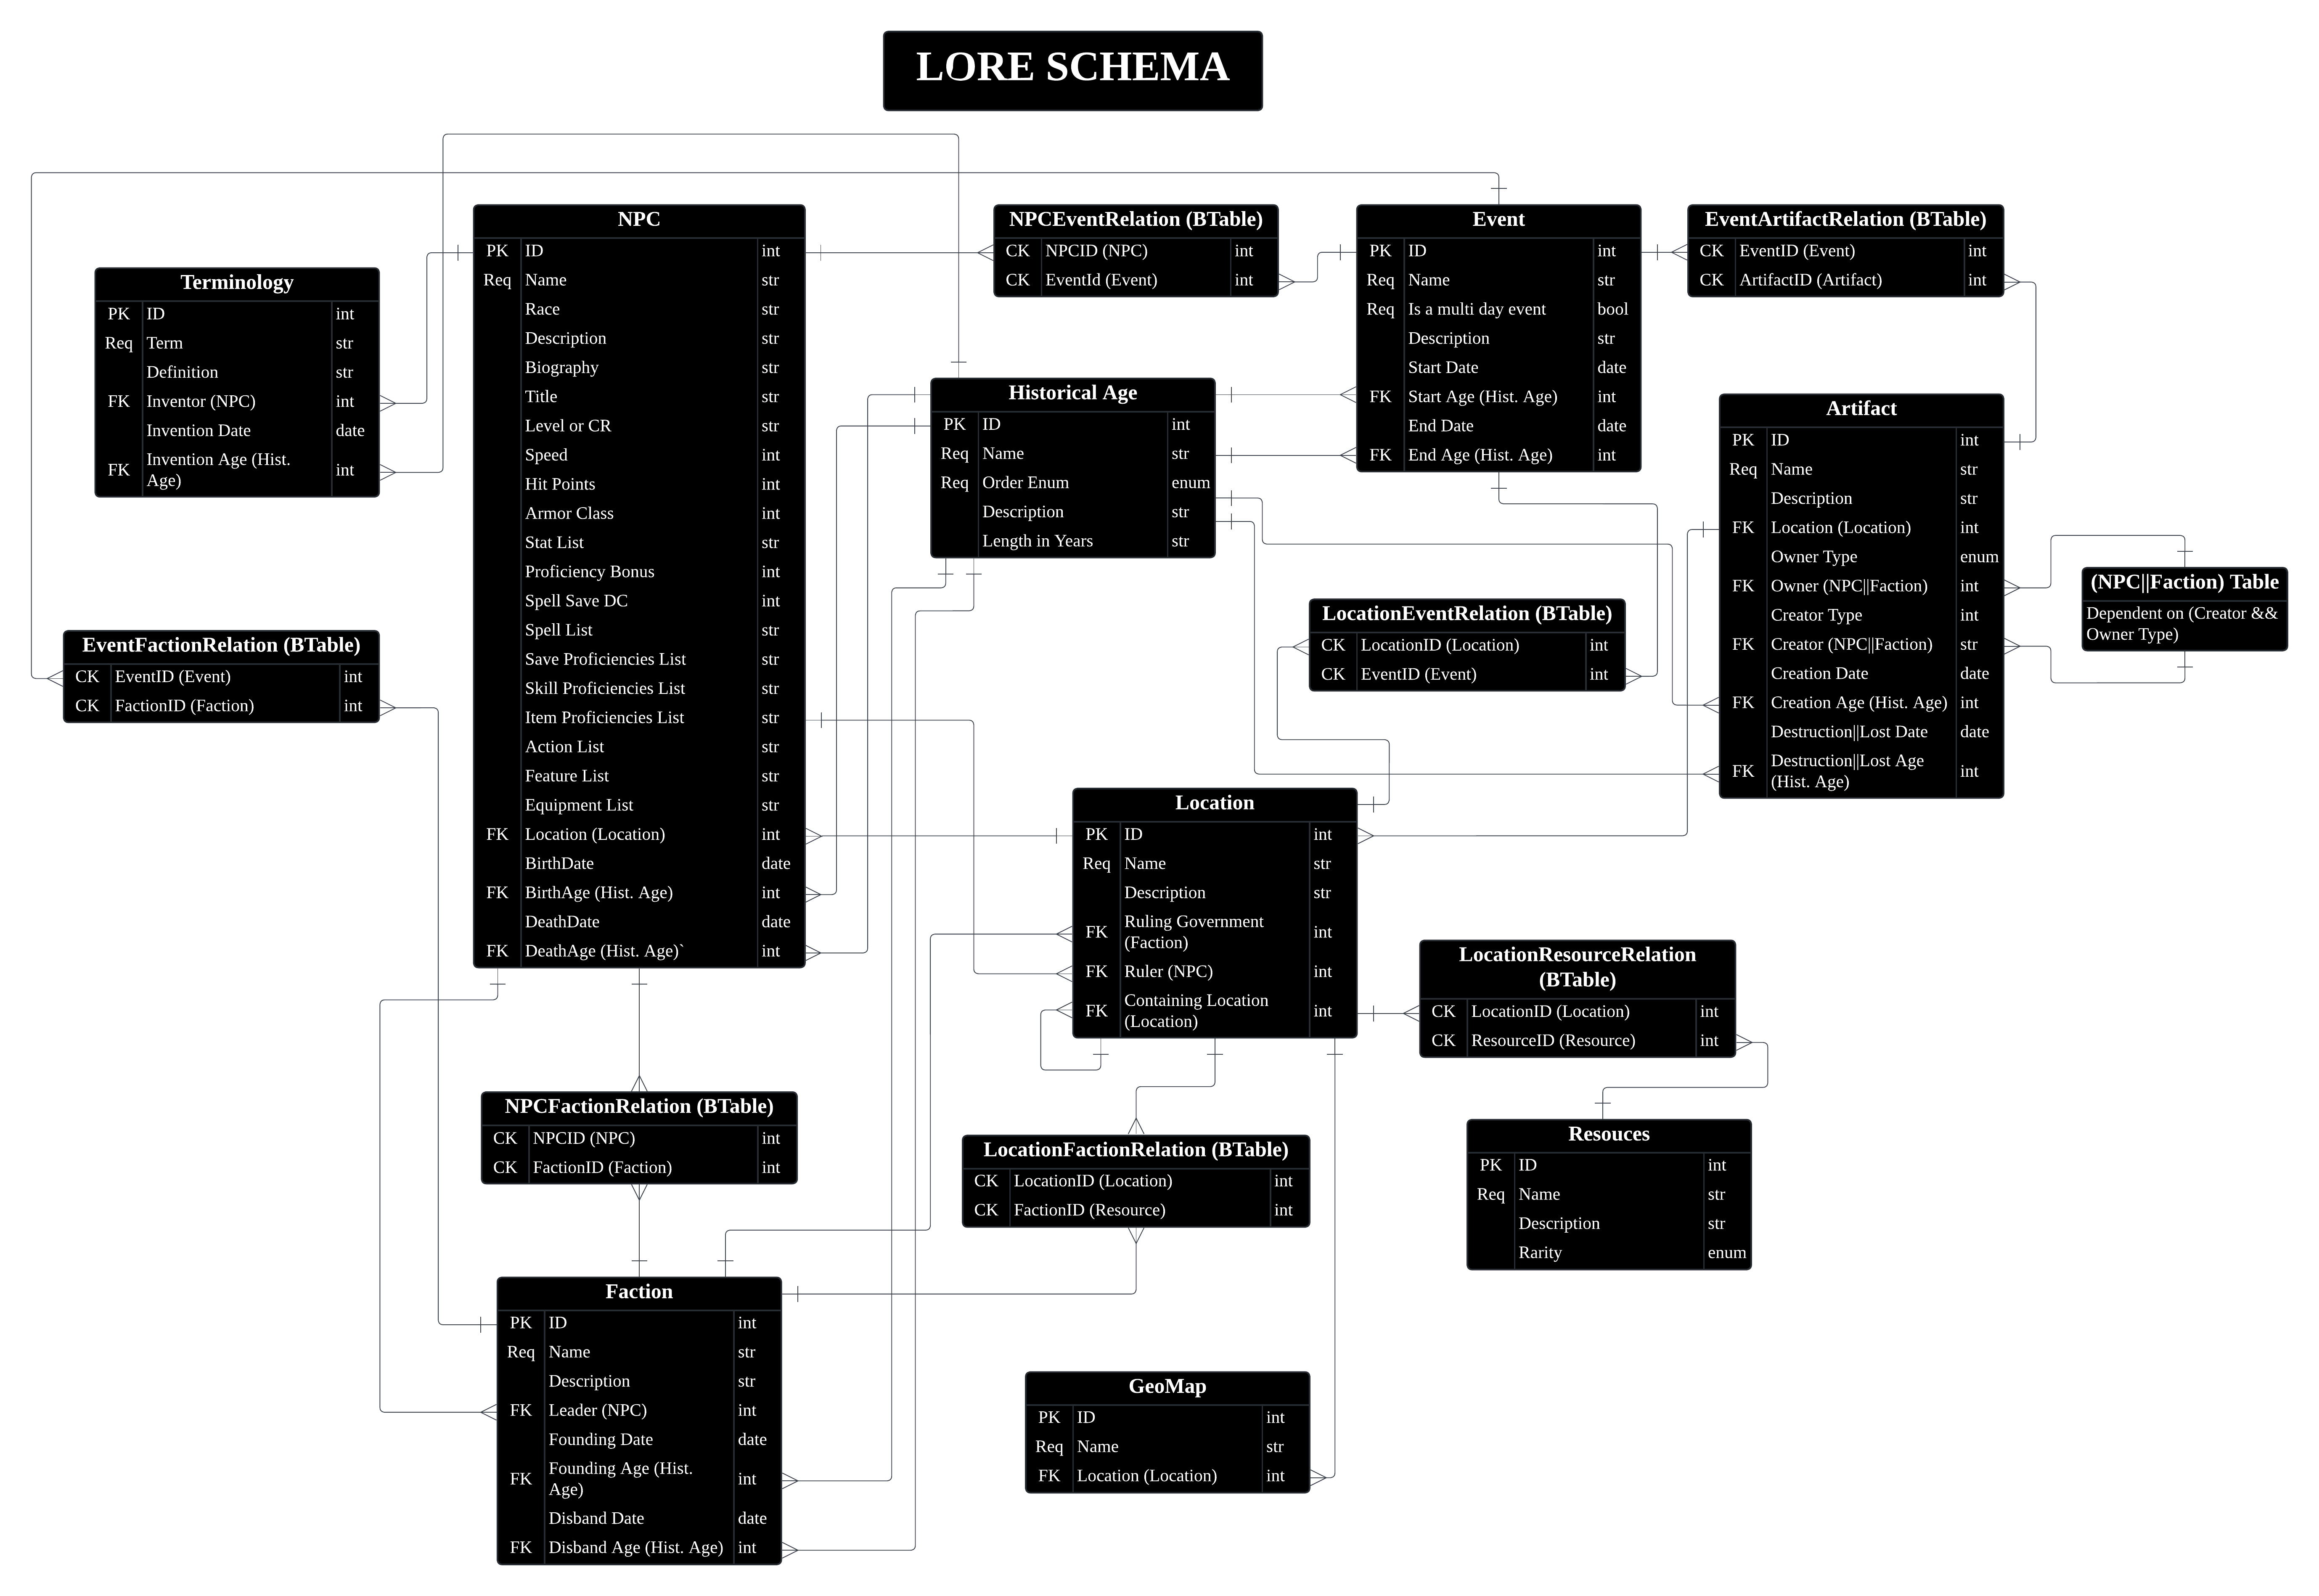 LORE SCHEMA
NPC
PK ID int
Req Name str
Race str
Description str
Biography str
Title str
Level or CR str
Speed int
Hit Points int
Armor Class int
Stat List str
Proficiency Bonus int
Spell Save DC int
Spell List str
Save Proficiencies List str
Skill Proficiencies List str
Item Proficiencies List str
Action List str
Feature List str
Equipment List str
FK Location (Location) int
BirthDate date
FK BirthAge (Hist. Age) int
DeathDate date
FK DeathAge (Hist. Age)` int
NPCEventRelation (BTable)
CK NPCID (NPC) int
CK EventId (Event) int
Event
PK ID int
Req Name str
Req Is a multi day event bool
Description str
Start Date date
FK Start Age (Hist. Age) int
End Date date
FK End Age (Hist. Age) int
EventArtifactRelation (BTable)
CK EventID (Event) int
CK ArtifactID (Artifact) int
Terminology
PK ID int
Req Term str
Definition str
FK Inventor (NPC) int
Invention Date date
FK Invention Age (Hist.
Age) int
Historical Age
PK ID int
Req Name str
Req Order Enum enum
Description str
Length in Years str
Artifact
PK ID int
Req Name str
Description str
FK Location (Location) int
Owner Type enum
FK Owner (NPC||Faction) int
Creator Type int
FK Creator (NPC||Faction) str
Creation Date date
FK Creation Age (Hist. Age) int
Destruction||Lost Date date
FK Destruction||Lost Age
(Hist. Age) int
(NPC||Faction) Table
Dependent on (Creator &&
Owner Type)
LocationEventRelation (BTable)
CK LocationID (Location) int
CK EventID (Event) int
EventFactionRelation (BTable)
CK EventID (Event) int
CK FactionID (Faction) int
Location
PK ID int
Req Name str
Description str
FK Ruling Government
(Faction) int
FK Ruler (NPC) int
FK Containing Location
(Location) int
LocationResourceRelation
(BTable)
CK LocationID (Location) int
CK ResourceID (Resource) int
NPCFactionRelation (BTable)
CK NPCID (NPC) int
CK FactionID (Faction) int
LocationFactionRelation (BTable)
CK LocationID (Location) int
CK FactionID (Resource) int
Resouces
PK ID int
Req Name str
Description str
Rarity enum
Faction
PK ID int
Req Name str
Description str
FK Leader (NPC) int
Founding Date date
FK Founding Age (Hist.
Age) int
Disband Date date
FK Disband Age (Hist. Age) int
GeoMap
PK ID int
Req Name str
FK Location (Location) int